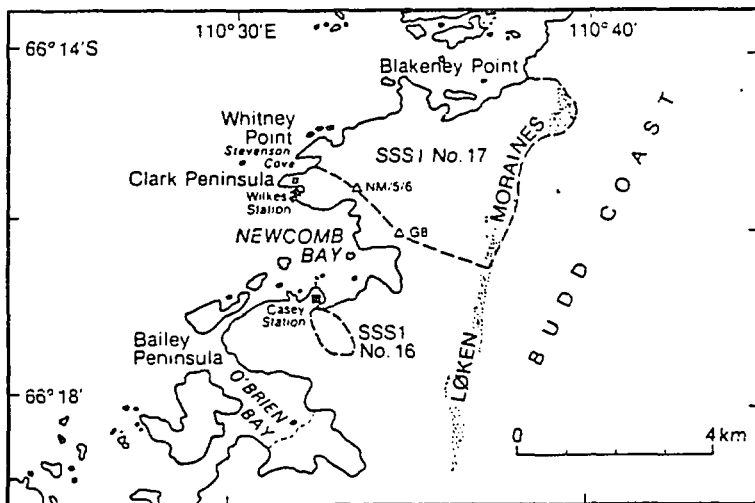 110°30'E
110°40'
66°14'S
Blakeney Point
Whitney
Point
Stevenson
Cove
SSSI No. 17
MORAINES
Clark Peninsula
NM/5/6
Wilkes
Station
GB
NEWCOMB
BAY
BUDD COAST
Casey
Station
SSSI
No. 16
Bailey
Peninsula
LØKEN
66°18'
O'BRIEN
BAY
0
4 km